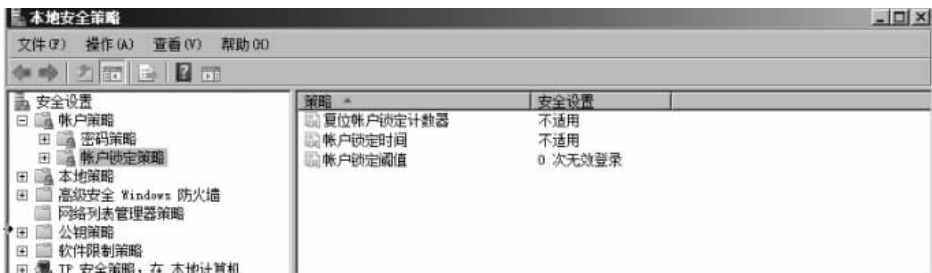 本地安全策略
文件(F) 操作(A) 查看(V) 帮助(H)
安全设置
帐户策略
密码策略
帐户锁定策略
本地策略
高级安全 Windows 防火墙
网络列表管理器策略
公钥策略
软件限制策略
IP 安全策略，在 本地计算机
策略 安全设置
复位帐户锁定计数器 不适用
帐户锁定时间 不适用
帐户锁定阈值 0 次无效登录